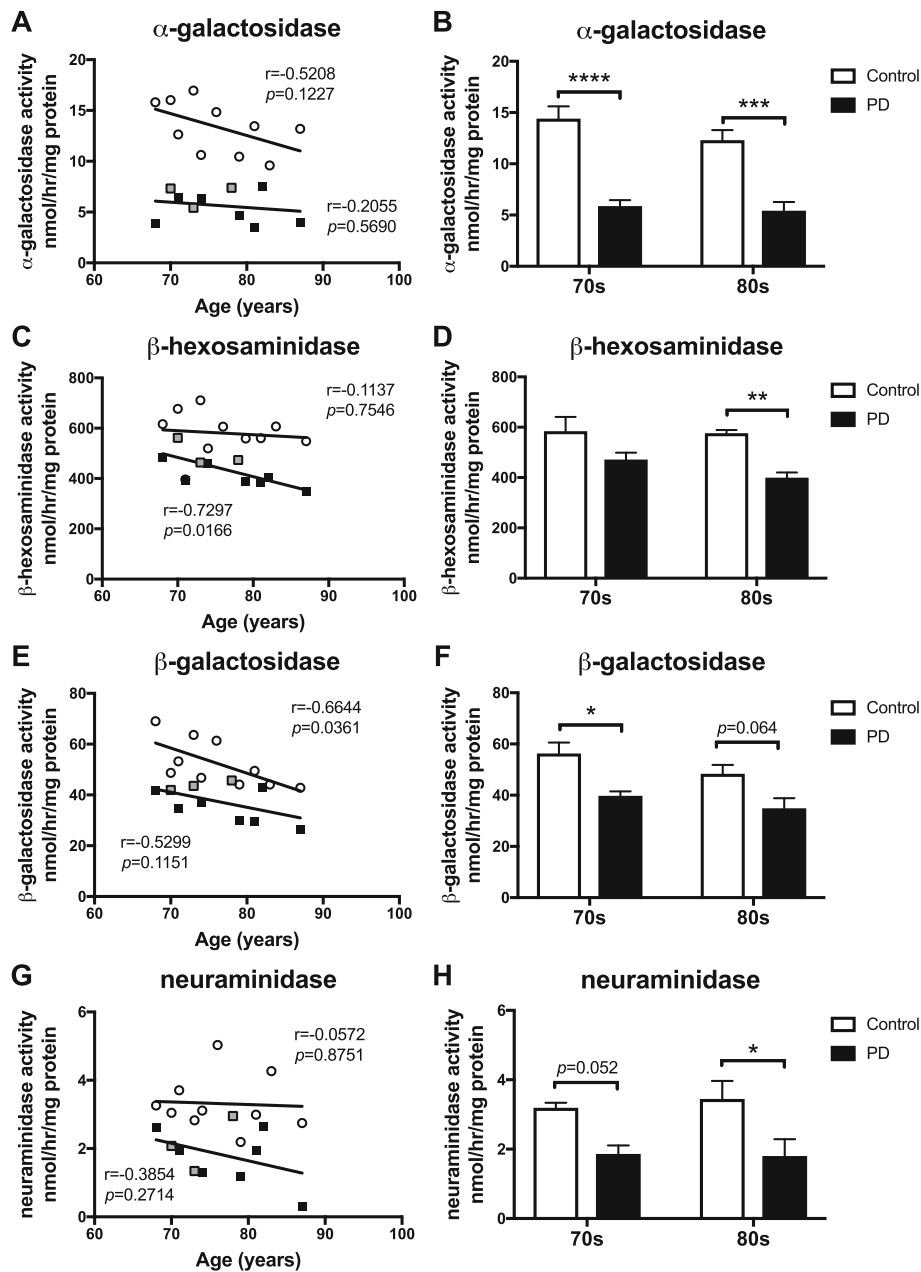 A
α-galactosidase
α-galactosidase activity
nmol/hr/mg protein
20
15
10
5
0
r=-0.5208
p=0.1227
r=-0.2055
p=0.5690
60
70
80
90
100
Age (years)
B
α-galactosidase
α-galactosidase activity
nmol/hr/mg protein
20
15
10
5
0
****
***
70s
80s
Control
PD
C
β-hexosaminidase
β-hexosaminidase activity
nmol/hr/mg protein
800
600
400
200
0
r=-0.1137
p=0.7546
r=-0.7297
p=0.0166
60
70
80
90
100
Age (years)
D
β-hexosaminidase
β-hexosaminidase activity
nmol/hr/mg protein
800
600
400
200
0
**
70s
80s
Control
PD
E
β-galactosidase
β-galactosidase activity
nmol/hr/mg protein
80
60
40
20
0
r=-0.6644
p=0.0361
r=-0.5299
p=0.1151
60
70
80
90
100
Age (years)
F
β-galactosidase
β-galactosidase activity
nmol/hr/mg protein
80
60
40
20
0
*
p=0.064
70s
80s
Control
PD
G
neuraminidase
neuraminidase activity
nmol/hr/mg protein
6
4
2
0
r=-0.0572
p=0.8751
r=-0.3854
p=0.2714
60
70
80
90
100
Age (years)
H
neuraminidase
neuraminidase activity
nmol/hr/mg protein
6
4
2
0
p=0.052
*
70s
80s
Control
PD